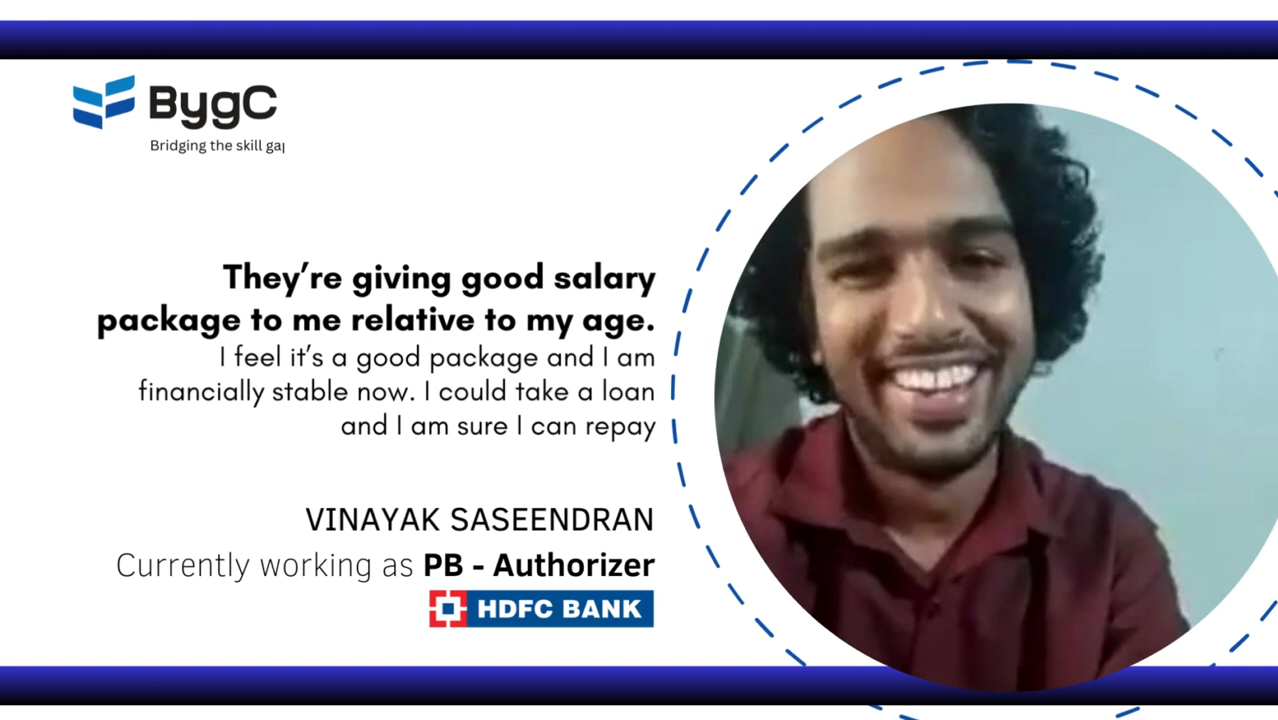 BygC
Bridging the skill gap
They're giving good salary
package to me relative to my age.
I feel it's a good package and I am
financially stable now. I could take a loan
and I am sure I can repay
VINAYAK SASEENDRAN
Currently working as PB - Authorizer
HDFC BANK